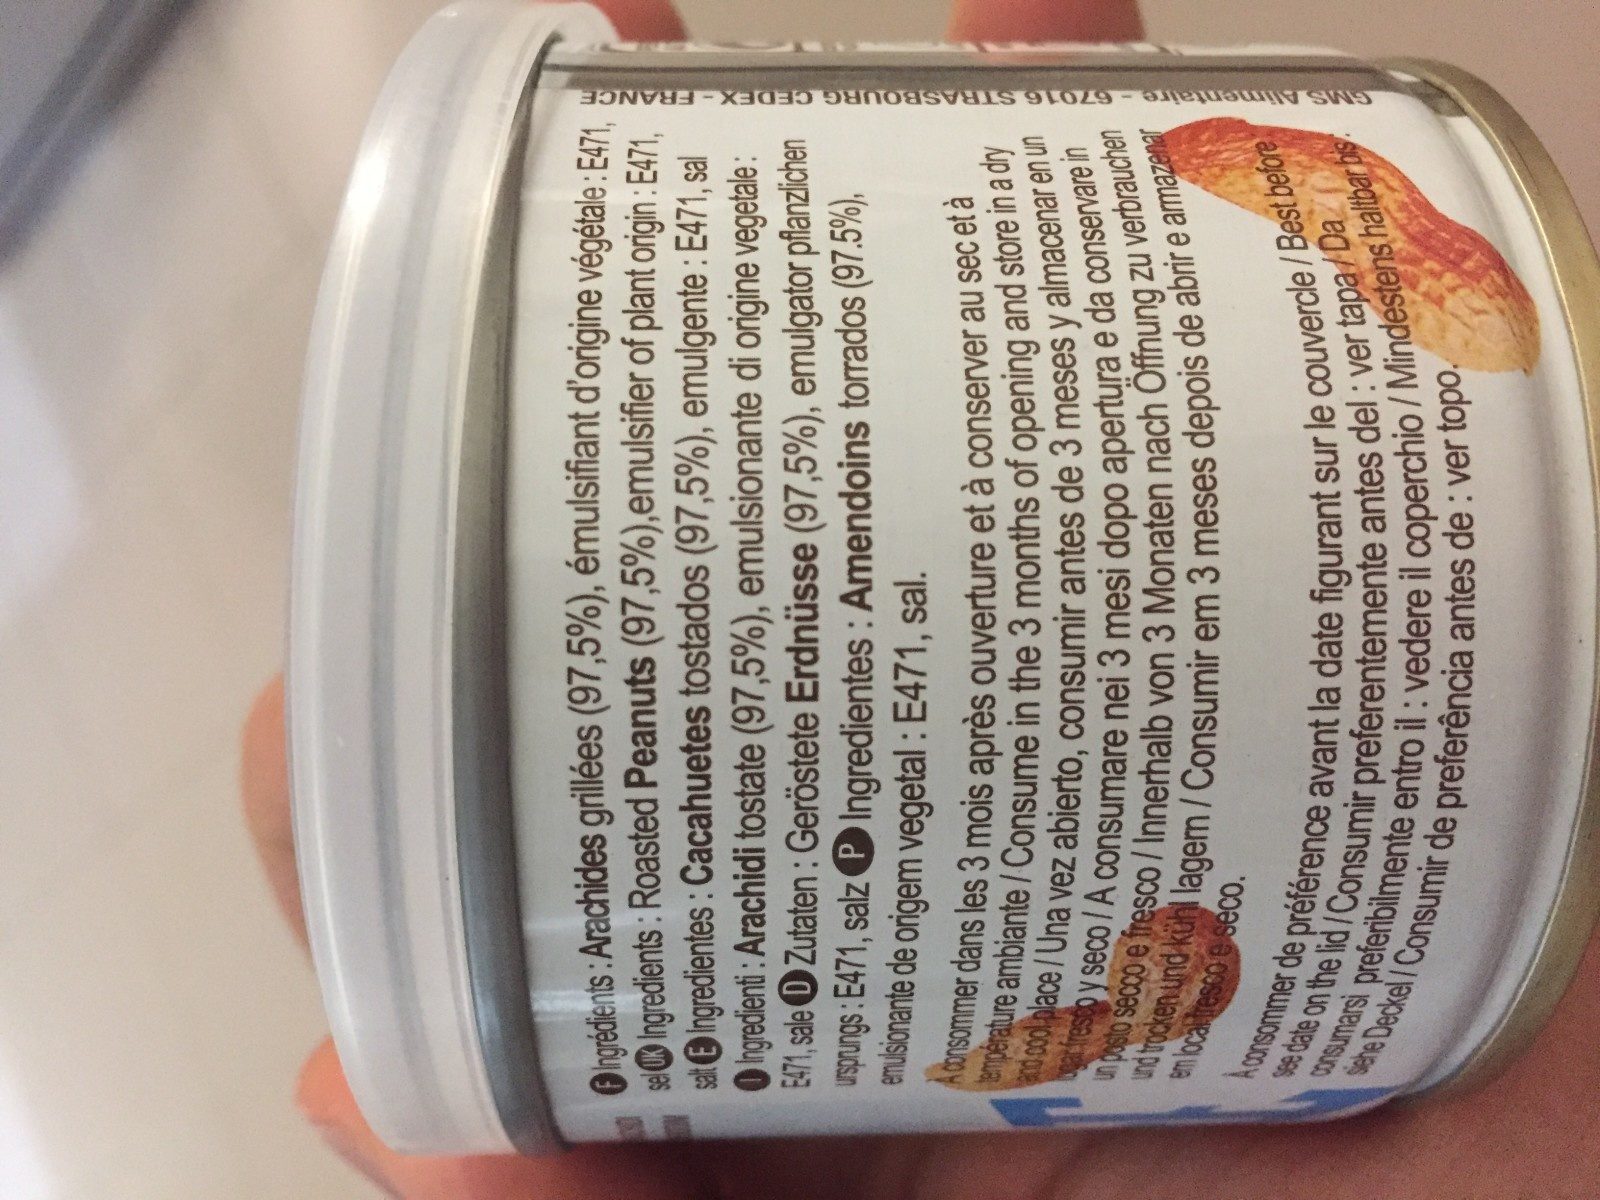 F Ingrédients : Arachides grillées (97,5%), émulsifiant d'origine végétale : E471,
sel UK Ingredients : Roasted Peanuts (97,5%),emulsifier of plant origin : E471,
salt E Ingredientes : Cacahuetes tostados (97,5%), emulgente : E471, sal
I Ingredienti : Arachidi tostate (97,5%), emulsionante di origine vegetale :
E471, sale D Zutaten : Geröstete Erdnüsse (97,5%), emulgator pflanzlichen
ursprungs : E471, salz P Ingredientes : Amendoins torrados (97.5%),
emulsionante de origem vegetal : E471, sal.
A consommer dans les 3 mois après ouverture et à conserver au sec et à
température ambiante / Consume in the 3 months of opening and store in a dry
and cool place / Una vez abierto, consumir antes de 3 meses y almacenar en un
lugar fresco y seco / A consumare nei 3 mesi dopo apertura e da conservare in
un posto secco e fresco / Innerhalb von 3 Monaten nach Öffnung zu verbrauchen
und trocken und kühl lagern / Consumir em 3 meses depois de abrir e armazenar
em local fresco e seco.
A consommer de préférence avant la date figurant sur le couvercle / Best before :
see date on the lid / Consumir preferentemente antes del : ver tapa / Da
consumarsi preferibilmente entro il : vedere il coperchio / Mindestens haltbar bis :
siehe Deckel / Consumir de preferência antes de : ver topo.
GMS Alimentaire - 67016 STRASBOURG CEDEX - FRANCE